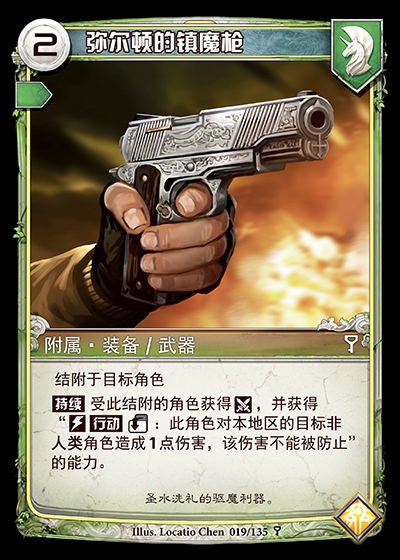 2 弥尔顿的镇魔枪
附属·装备/武器
结附于目标角色
持续 受此结附的角色获得，并获得
“行动：此角色对本地区的目标非
人类角色造成1点伤害，该伤害不能被防止”
的能力。
圣水洗礼的驱魔利器。
Illus. Locatio Chen 019/135